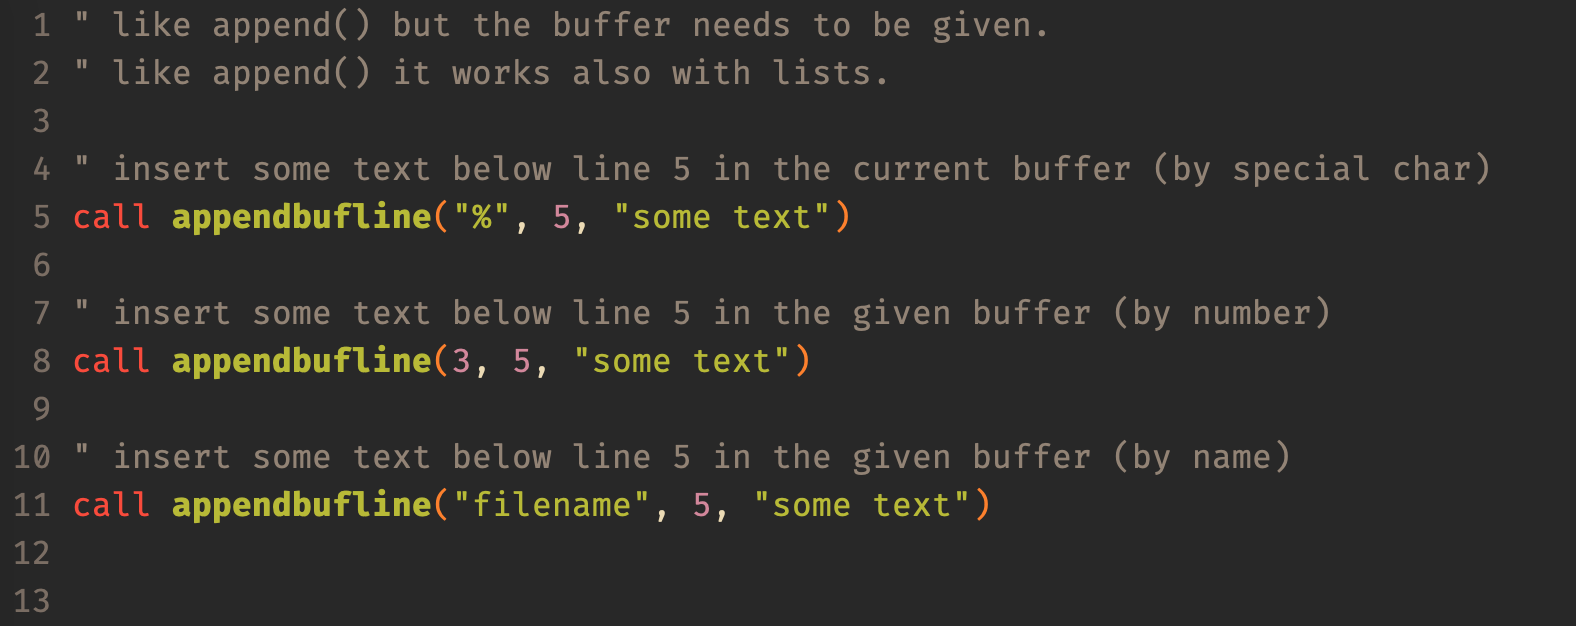 1 " like append() but the buffer needs to be given.
2 " like append() it works also with lists.
3
4 " insert some text below line 5 in the current buffer (by special char)
5 call appendbufline("%", 5, "some text")
6
7 " insert some text below line 5 in the given buffer (by number)
8 call appendbufline(3, 5, "some text")
9
10 " insert some text below line 5 in the given buffer (by name)
11 call appendbufline("filename", 5, "some text")
12
13